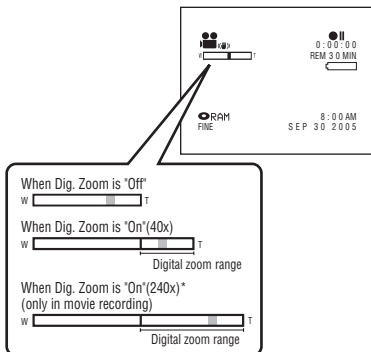 0:00:00
W T REM 30 MIN
RAM 8:00AM
FINE SEP 30 2005
When Dig. Zoom is "Off"
W T
When Dig. Zoom is "On"(40x)
W T
Digital zoom range
When Dig. Zoom is "On"(240x)*
(only in movie recording)
W T
Digital zoom range